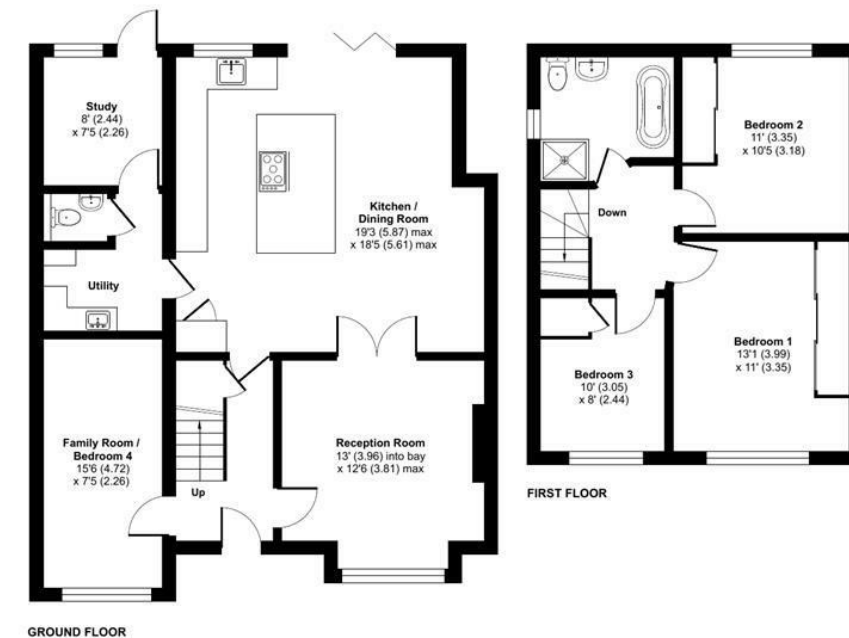 Study
8' (2.44)
x 7'5 (2.26)
Kitchen /
Dining Room
19'3 (5.87) max
x 18'5 (5.61) max
Utility
Family Room /
Bedroom 4
15'6 (4.72)
x 7'5 (2.26)
Up
Reception Room
13' (3.96) into bay
x 12'6 (3.81) max
GROUND FLOOR
Bedroom 2
11' (3.35)
x 10'5 (3.18)
Down
Bedroom 1
13'1 (3.99)
x 11' (3.35)
Bedroom 3
10' (3.05)
x 8' (2.44)
FIRST FLOOR